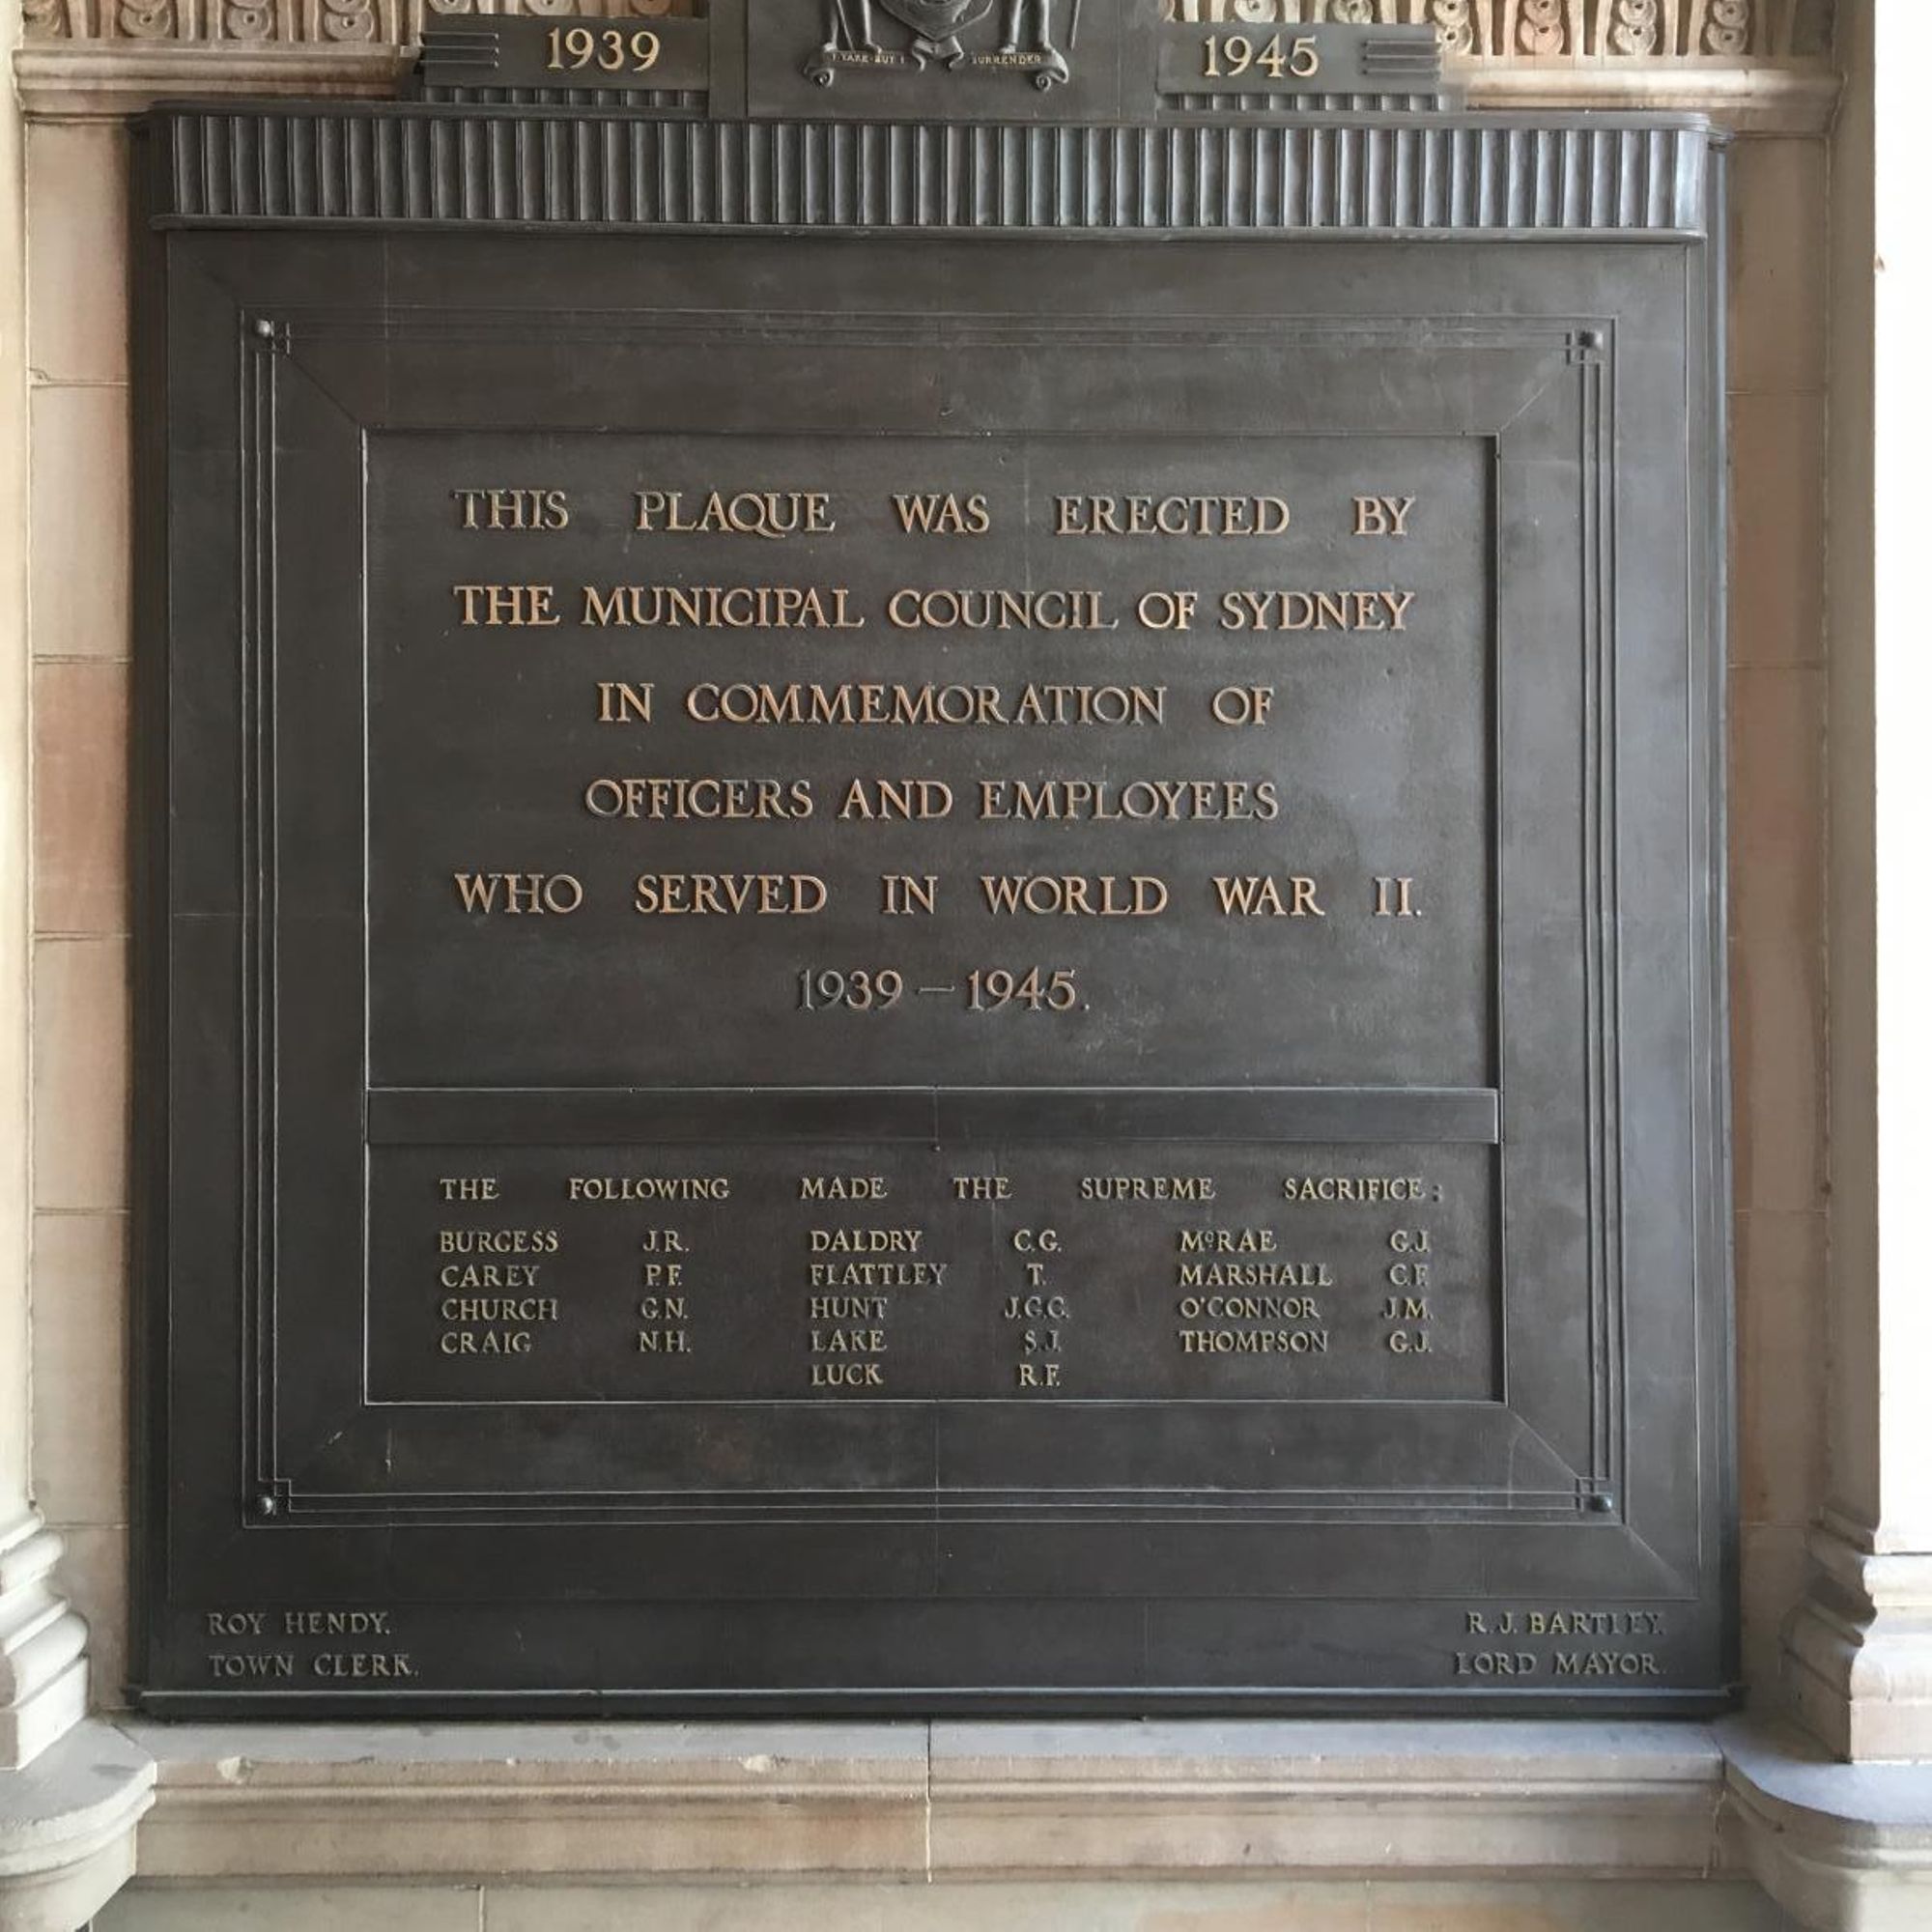 1939 1945
I TAKE BUT I SURRENDER
THIS PLAQUE WAS ERECTED BY
THE MUNICIPAL COUNCIL OF SYDNEY
IN COMMEMORATION OF
OFFICERS AND EMPLOYEES
WHO SERVED IN WORLD WAR II.
1939 – 1945.
THE FOLLOWING MADE THE SUPREME SACRIFICE:
BURGESS J.R. DALDRY C.G. McRAE G.J.
CAREY P.F. FLATTLEY T. MARSHALL C.F.
CHURCH G.N. HUNT J.G.C. O'CONNOR J.M.
CRAIG N.H. LAKE S.J. THOMPSON G.J.
LUCK R.F.
ROY HENDY. R.J. BARTLEY.
TOWN CLERK. LORD MAYOR.